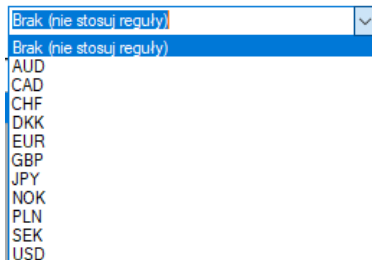 Brak (nie stosuj reguły)
Brak (nie stosuj reguły)
AUD
CAD
CHF
DKK
EUR
GBP
JPY
NOK
PLN
SEK
USD